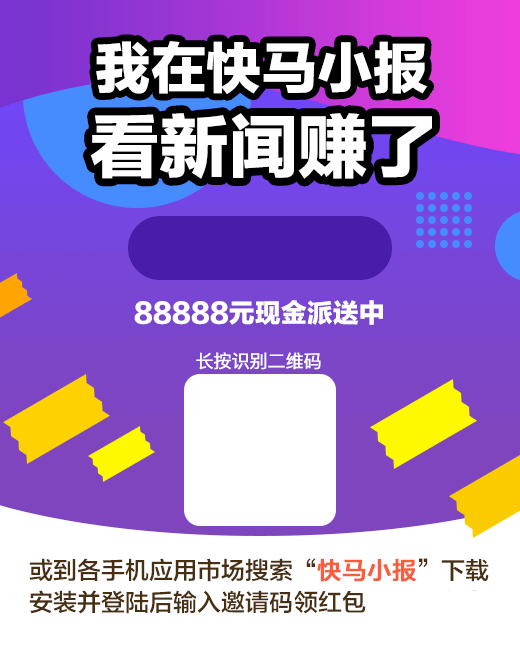 我在快马小报
看新闻赚了
88888元现金派送中
长按识别二维码
或到各手机应用市场搜索“快马小报”下载
安装并登陆后输入邀请码领红包